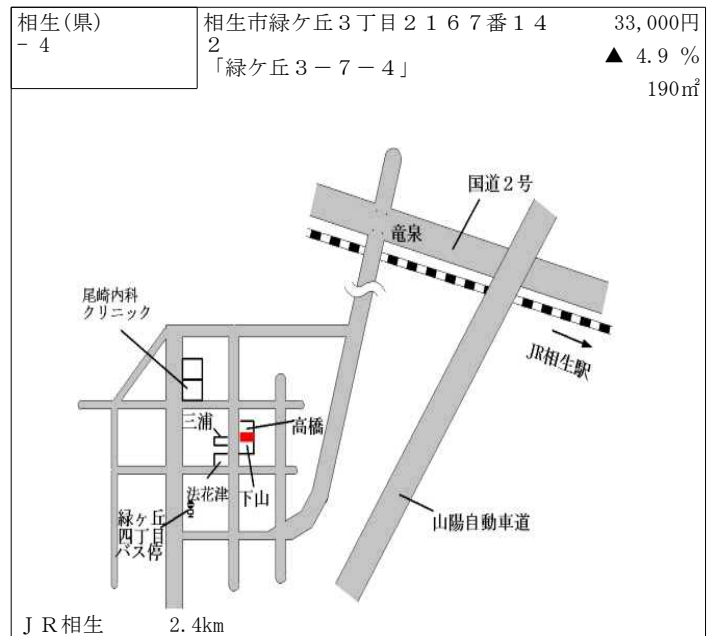 相生(県)
- 4
相生市緑ケ丘３丁目２１６７番１４
２
「緑ケ丘３－７－４」
33,000円
▲ 4.9 %
190㎡
国道２号
竜泉
尾崎内科
クリニック
JR相生駅
三浦
高橋
法花津
下山
緑ヶ丘
四丁目
バス停
山陽自動車道
ＪＲ相生 2.4km